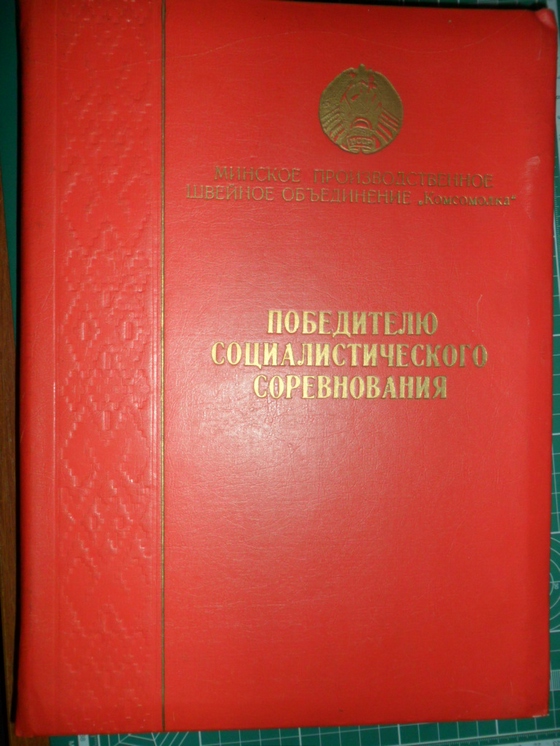 МИНСКОЕ ПРОИЗВОДСТВЕННОЕ
ШВЕЙНОЕ ОБЪЕДИНЕНИЕ „Комсомолка“
ПОБЕДИТЕЛЮ
СОЦИАЛИСТИЧЕСКОГО
СОРЕВНОВАНИЯ